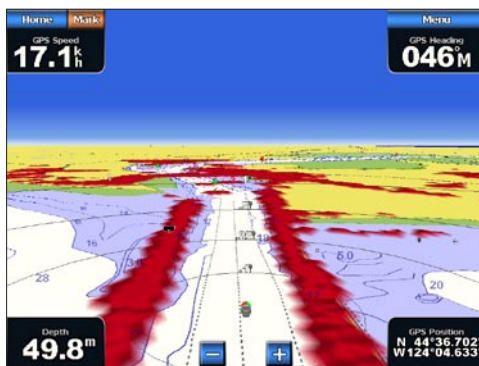 Home Mark
Menu
GPS Speed
17.1 k h
GPS Heading
046° M
16
28
19
50
20
Depth
49.8 m
GPS Position
N 44°36.702'
W124°04.633'